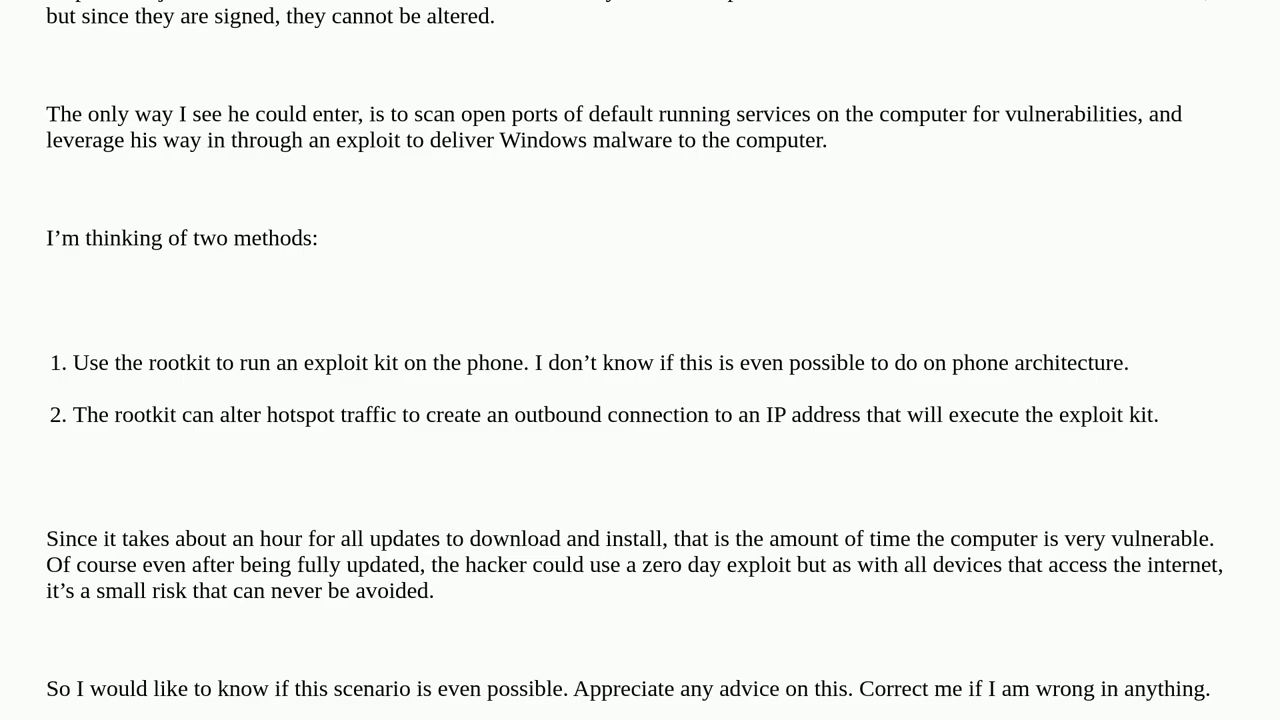 but since they are signed, they cannot be altered.
The only way I see he could enter, is to scan open ports of default running services on the computer for vulnerabilities, and
leverage his way in through an exploit to deliver Windows malware to the computer.
I’m thinking of two methods:
1. Use the rootkit to run an exploit kit on the phone. I don’t know if this is even possible to do on phone architecture.
2. The rootkit can alter hotspot traffic to create an outbound connection to an IP address that will execute the exploit kit.
Since it takes about an hour for all updates to download and install, that is the amount of time the computer is very vulnerable.
Of course even after being fully updated, the hacker could use a zero day exploit but as with all devices that access the internet,
it’s a small risk that can never be avoided.
So I would like to know if this scenario is even possible. Appreciate any advice on this. Correct me if I am wrong in anything.